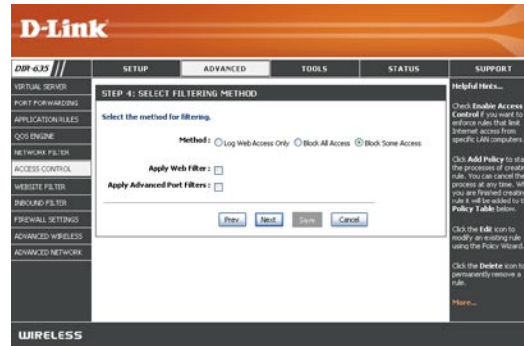 D-Link
DIR-635
SETUP ADVANCED TOOLS STATUS SUPPORT
VIRTUAL SERVER
PORT FORWARDING
APPLICATION RULES
QOS ENGINE
NETWORK FILTER
ACCESS CONTROL
WEBSITE FILTER
INBOUND FILTER
FIREWALL SETTINGS
ADVANCED WIRELESS
ADVANCED NETWORK
STEP 4: SELECT FILTERING METHOD
Select the method for filtering.
Method : Log Web Access Only Block All Access Block Some Access
Apply Web Filter :
Apply Advanced Port Filters :
Prev Next Save Cancel
Helpful Hints...
Check Enable Access
Control if you want to
enforce rules that limit
Internet access from
specific LAN computers.
Click Add Policy to sta
the processes of creatin
rule. You can cancel the
process at any time. Wh
you are finished creatin
rule it will be added to t
Policy Table below.
Click the Edit icon to
modify an existing rule
using the Policy Wizard.
Click the Delete icon to
permanently remove a
rule.
More...
WIRELESS